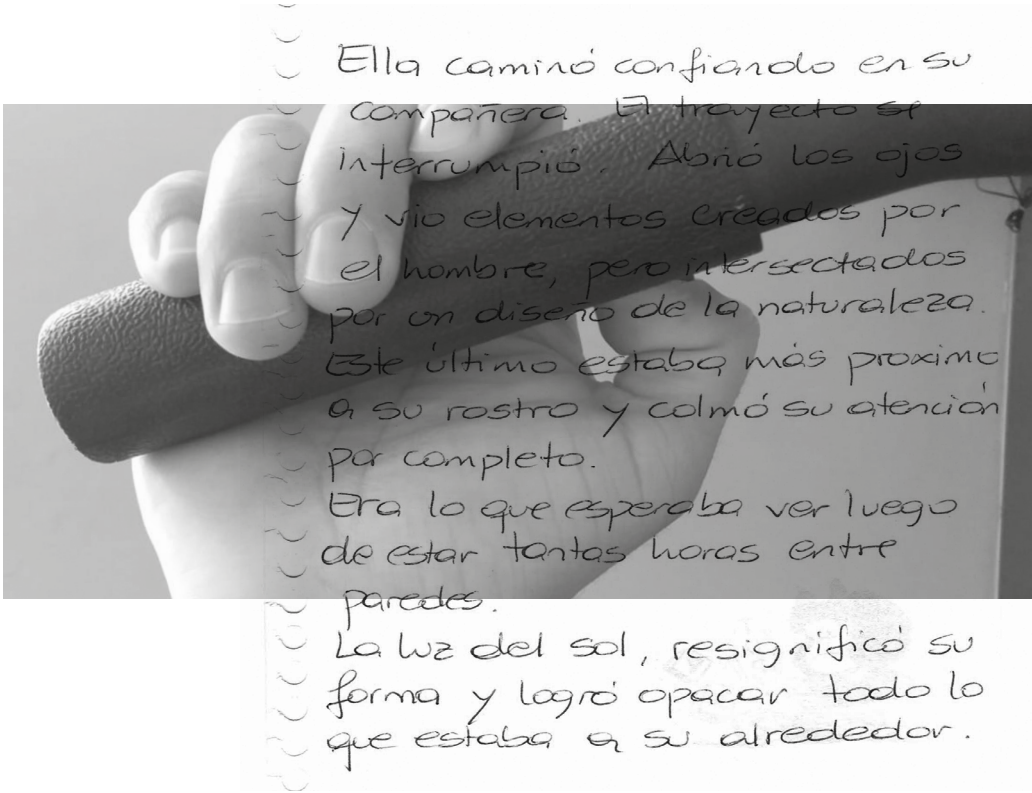 Ella caminó confiando en su
compañera. El trayecto se
interrumpió. Abrió los ojos
y vio elementos creados por
el hombre, pero intersectados
por un diseño de la naturaleza.
Este último estaba más proximo
a su rostro y colmó su atención
por completo.
Era lo que esperaba ver luego
de estar tantas horas entre
paredes.
La luz del sol, resignificó su
forma y logró opacar todo lo
que estaba a su alrededor.